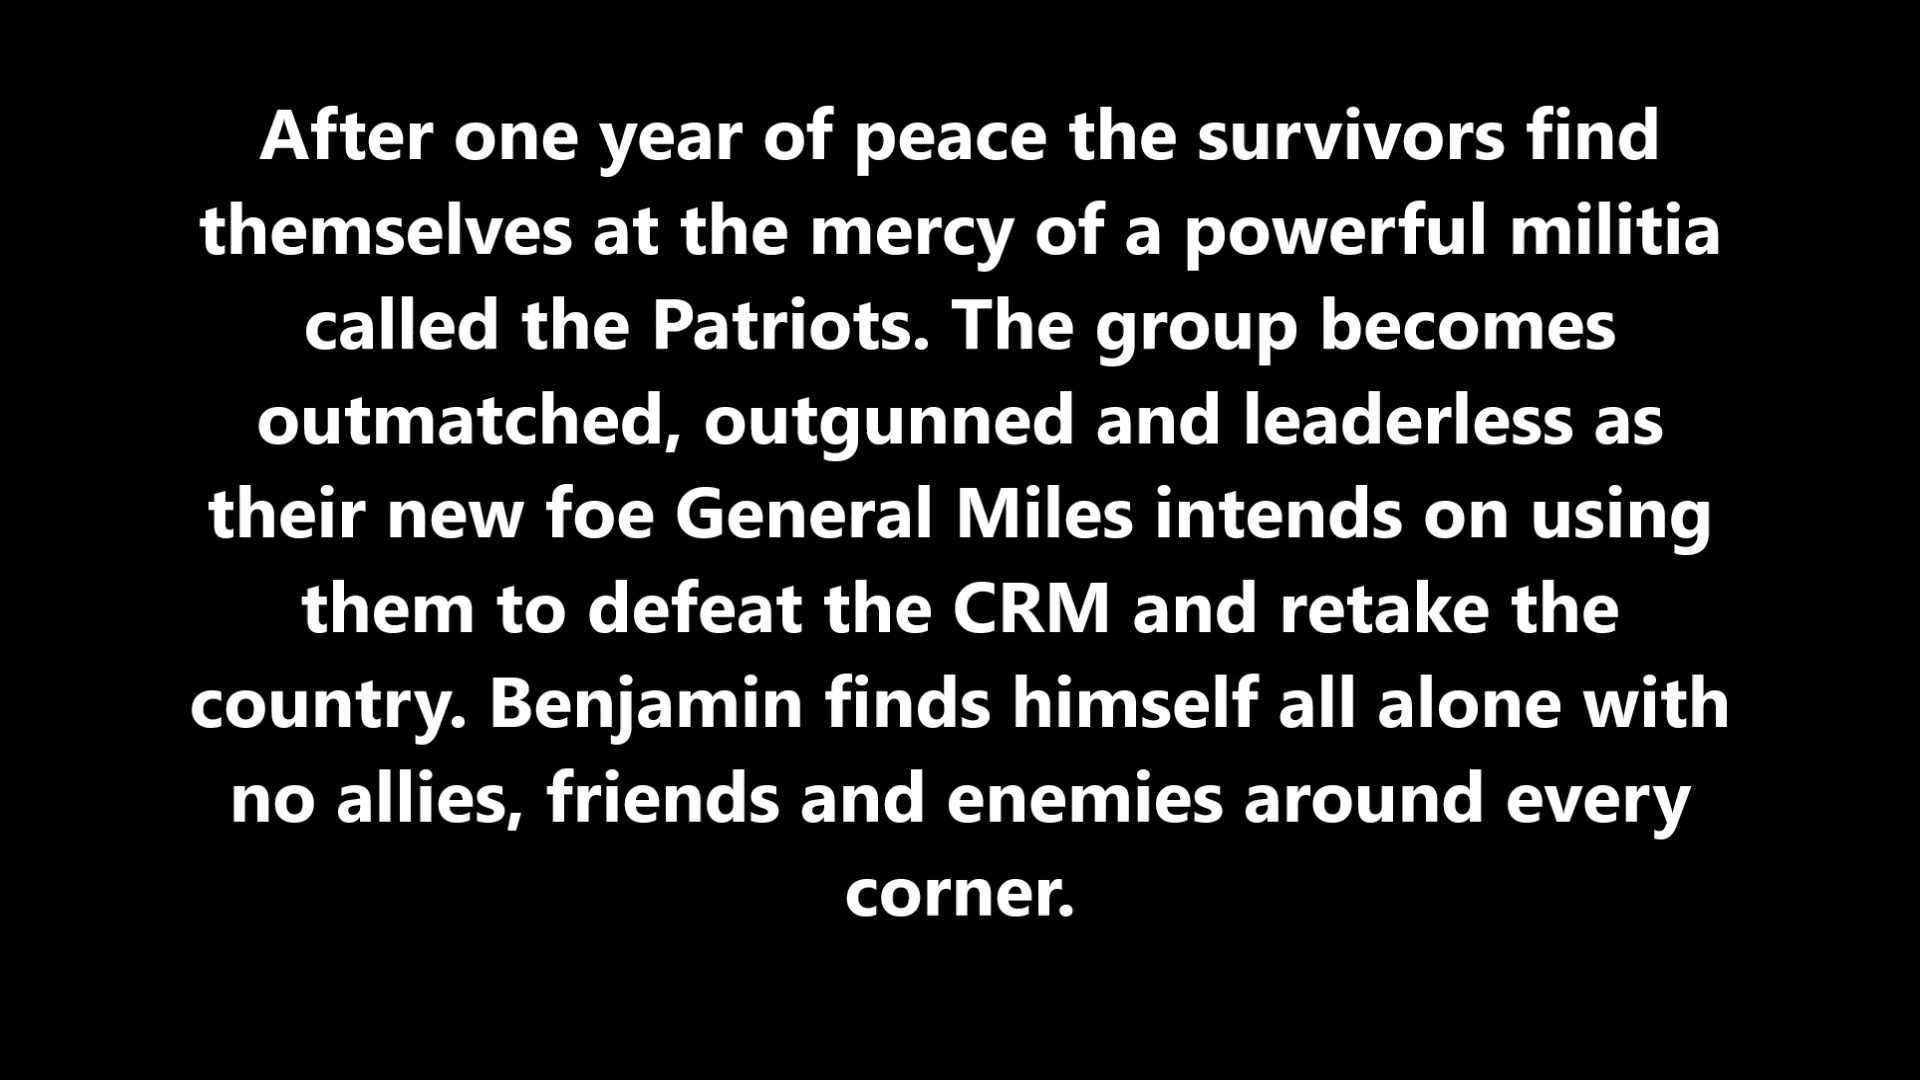 After one year of peace the survivors find
themselves at the mercy of a powerful militia
called the Patriots. The group becomes
outmatched, outgunned and leaderless as
their new foe General Miles intends on using
them to defeat the CRM and retake the
country. Benjamin finds himself all alone with
no allies, friends and enemies around every
corner.